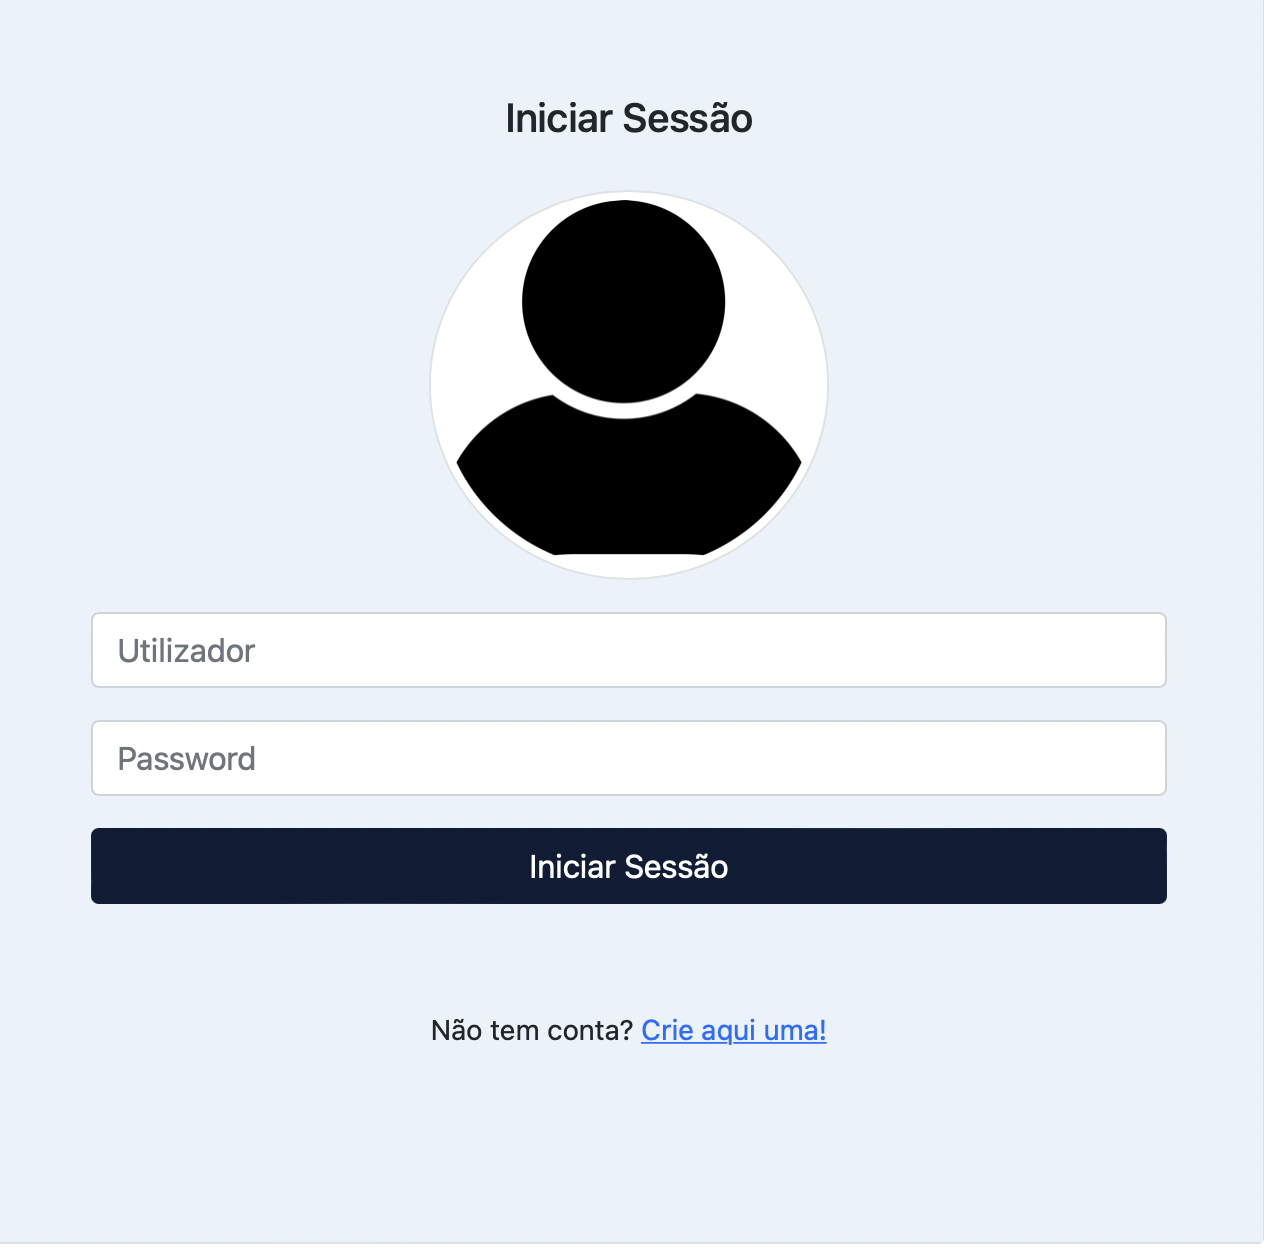 Iniciar Sessão
Utilizador
Password
Iniciar Sessão
Não tem conta? Crie aqui uma!